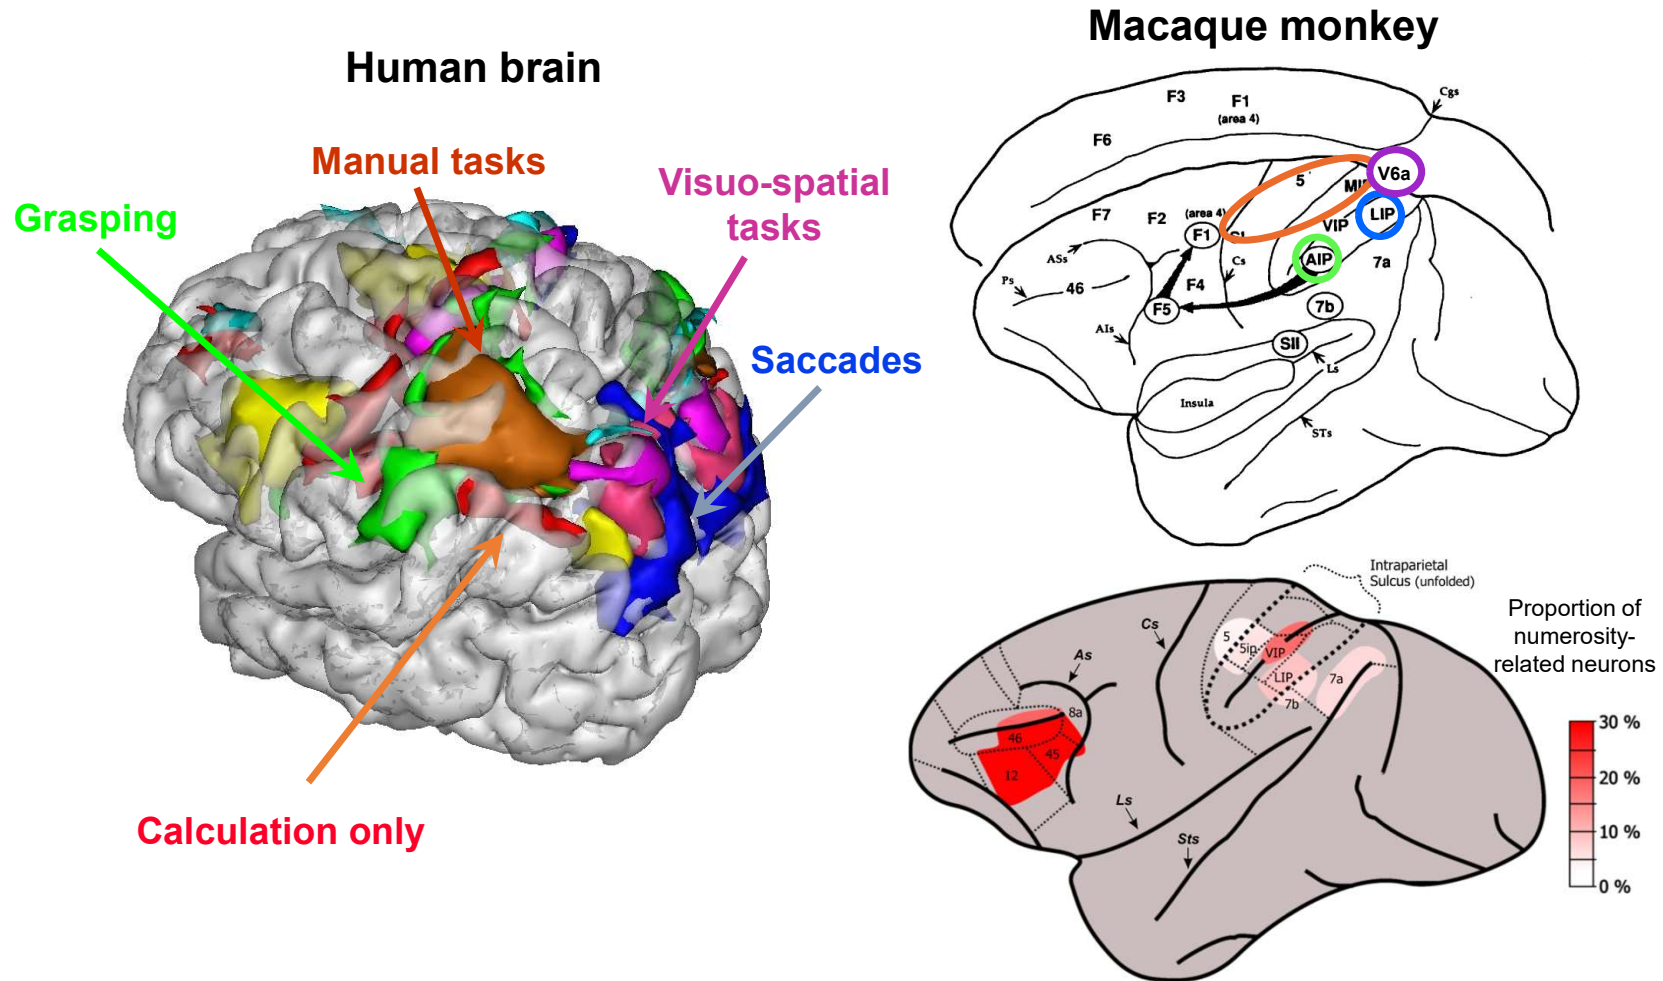 Human brain
Manual tasks
Grasping
Visuo-spatial
tasks
Saccades
Calculation only
Macaque monkey
F3
F1
(area 4)
Cgs
F6
5
MIP
V6a
F7
F2
(area 4)
F1
SI
VIP
LIP
ASs
Cs
AIP
7a
Ps
46
F4
F5
7b
AIs
SII
Ls
Insula
STs
Intraparietal
Sulcus (unfolded)
Proportion of
numerosity-
related neurons
Cs
As
5
5ip
VIP
LIP
7a
7b
8a
46
45
12
Ls
Sts
30 %
20 %
10 %
0 %